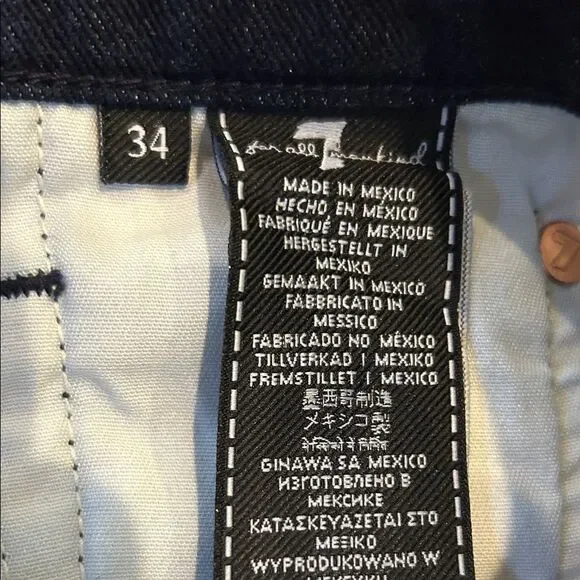 34
7
for all mankind
MADE IN MEXICO
HECHO EN MÉXICO
FABRIQUÉ EN MEXIQUE
HERGESTELLT IN
MEXIKO
GEMAAKT IN MEXICO
FABBRICATO IN
MESSICO
FABRICADO NO MÉXICO
TILLVERKAD I MEXIKO
FREMSTILLET I MEXICO
墨西哥制造
メキシコ製
GINAWA SA MEXICO
ИЗГОТОВЛЕНО В
МЕКСИКЕ
ΚΑΤΑΣΚΕΥΑΖΕΤΑΙ ΣΤΟ
ΜΕΞΙΚΟ
WYPRODUKOWANO W
MEKSYKU
7